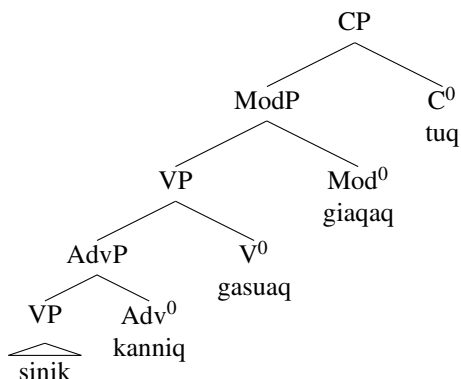 CP
ModP C⁰
tuq
VP Mod⁰
giaqaq
AdvP V⁰
gasuaq
VP Adv⁰
kanniq
sinik